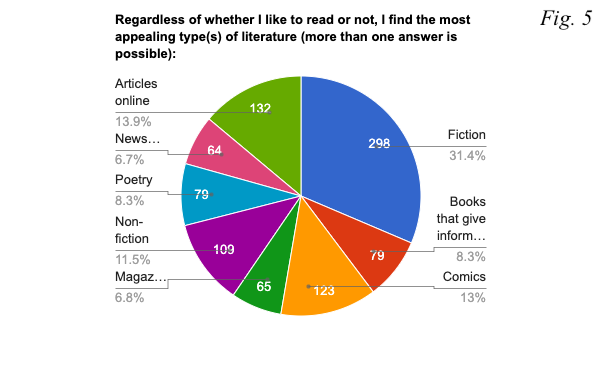 Regardless of whether I like to read or not, I find the most
appealing type(s) of literature (more than one answer is
possible):
Fig. 5
Articles
online
13.9%
News…
6.7%
Poetry
8.3%
Non-
fiction
11.5%
Magaz…
6.8%
132
64
79
109
65
298
79
123
Fiction
31.4%
Books
that give
inform…
8.3%
Comics
13%